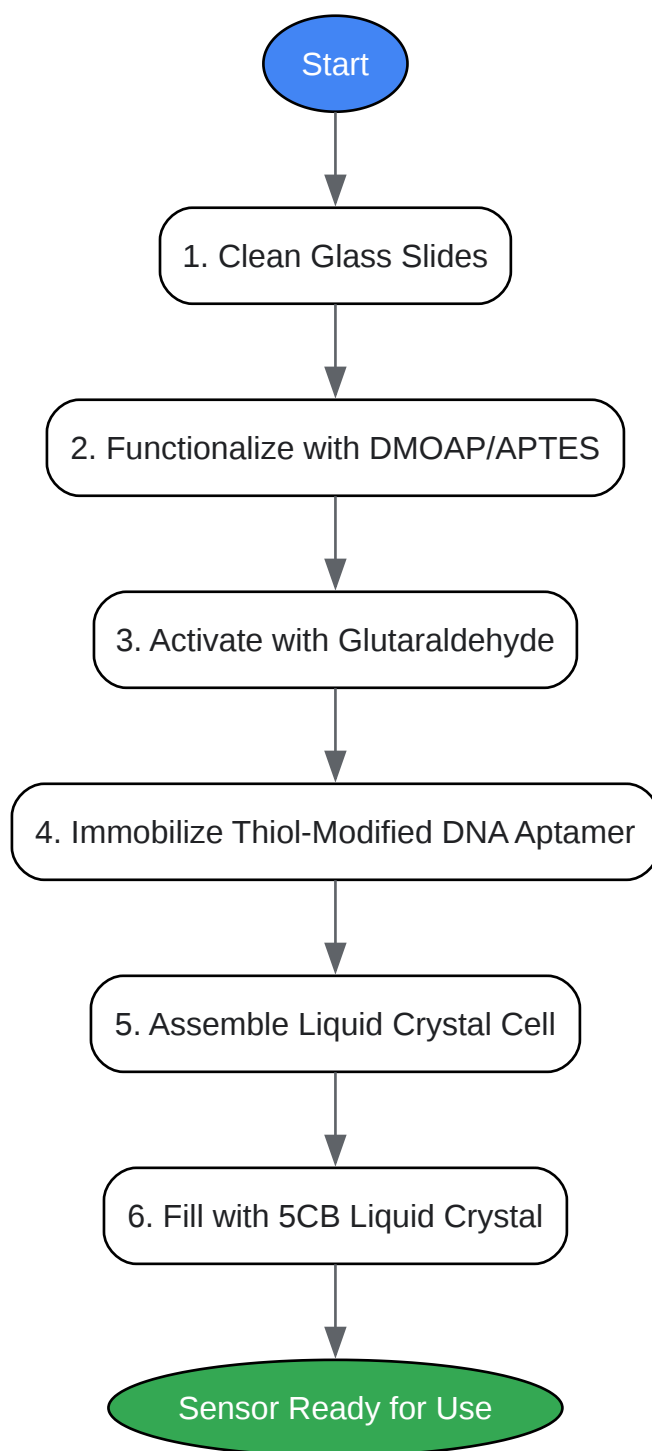 Start
1. Clean Glass Slides
2. Functionalize with DMOAP/APTES
3. Activate with Glutaraldehyde
4. Immobilize Thiol-Modified DNA Aptamer
5. Assemble Liquid Crystal Cell
6. Fill with 5CB Liquid Crystal
Sensor Ready for Use